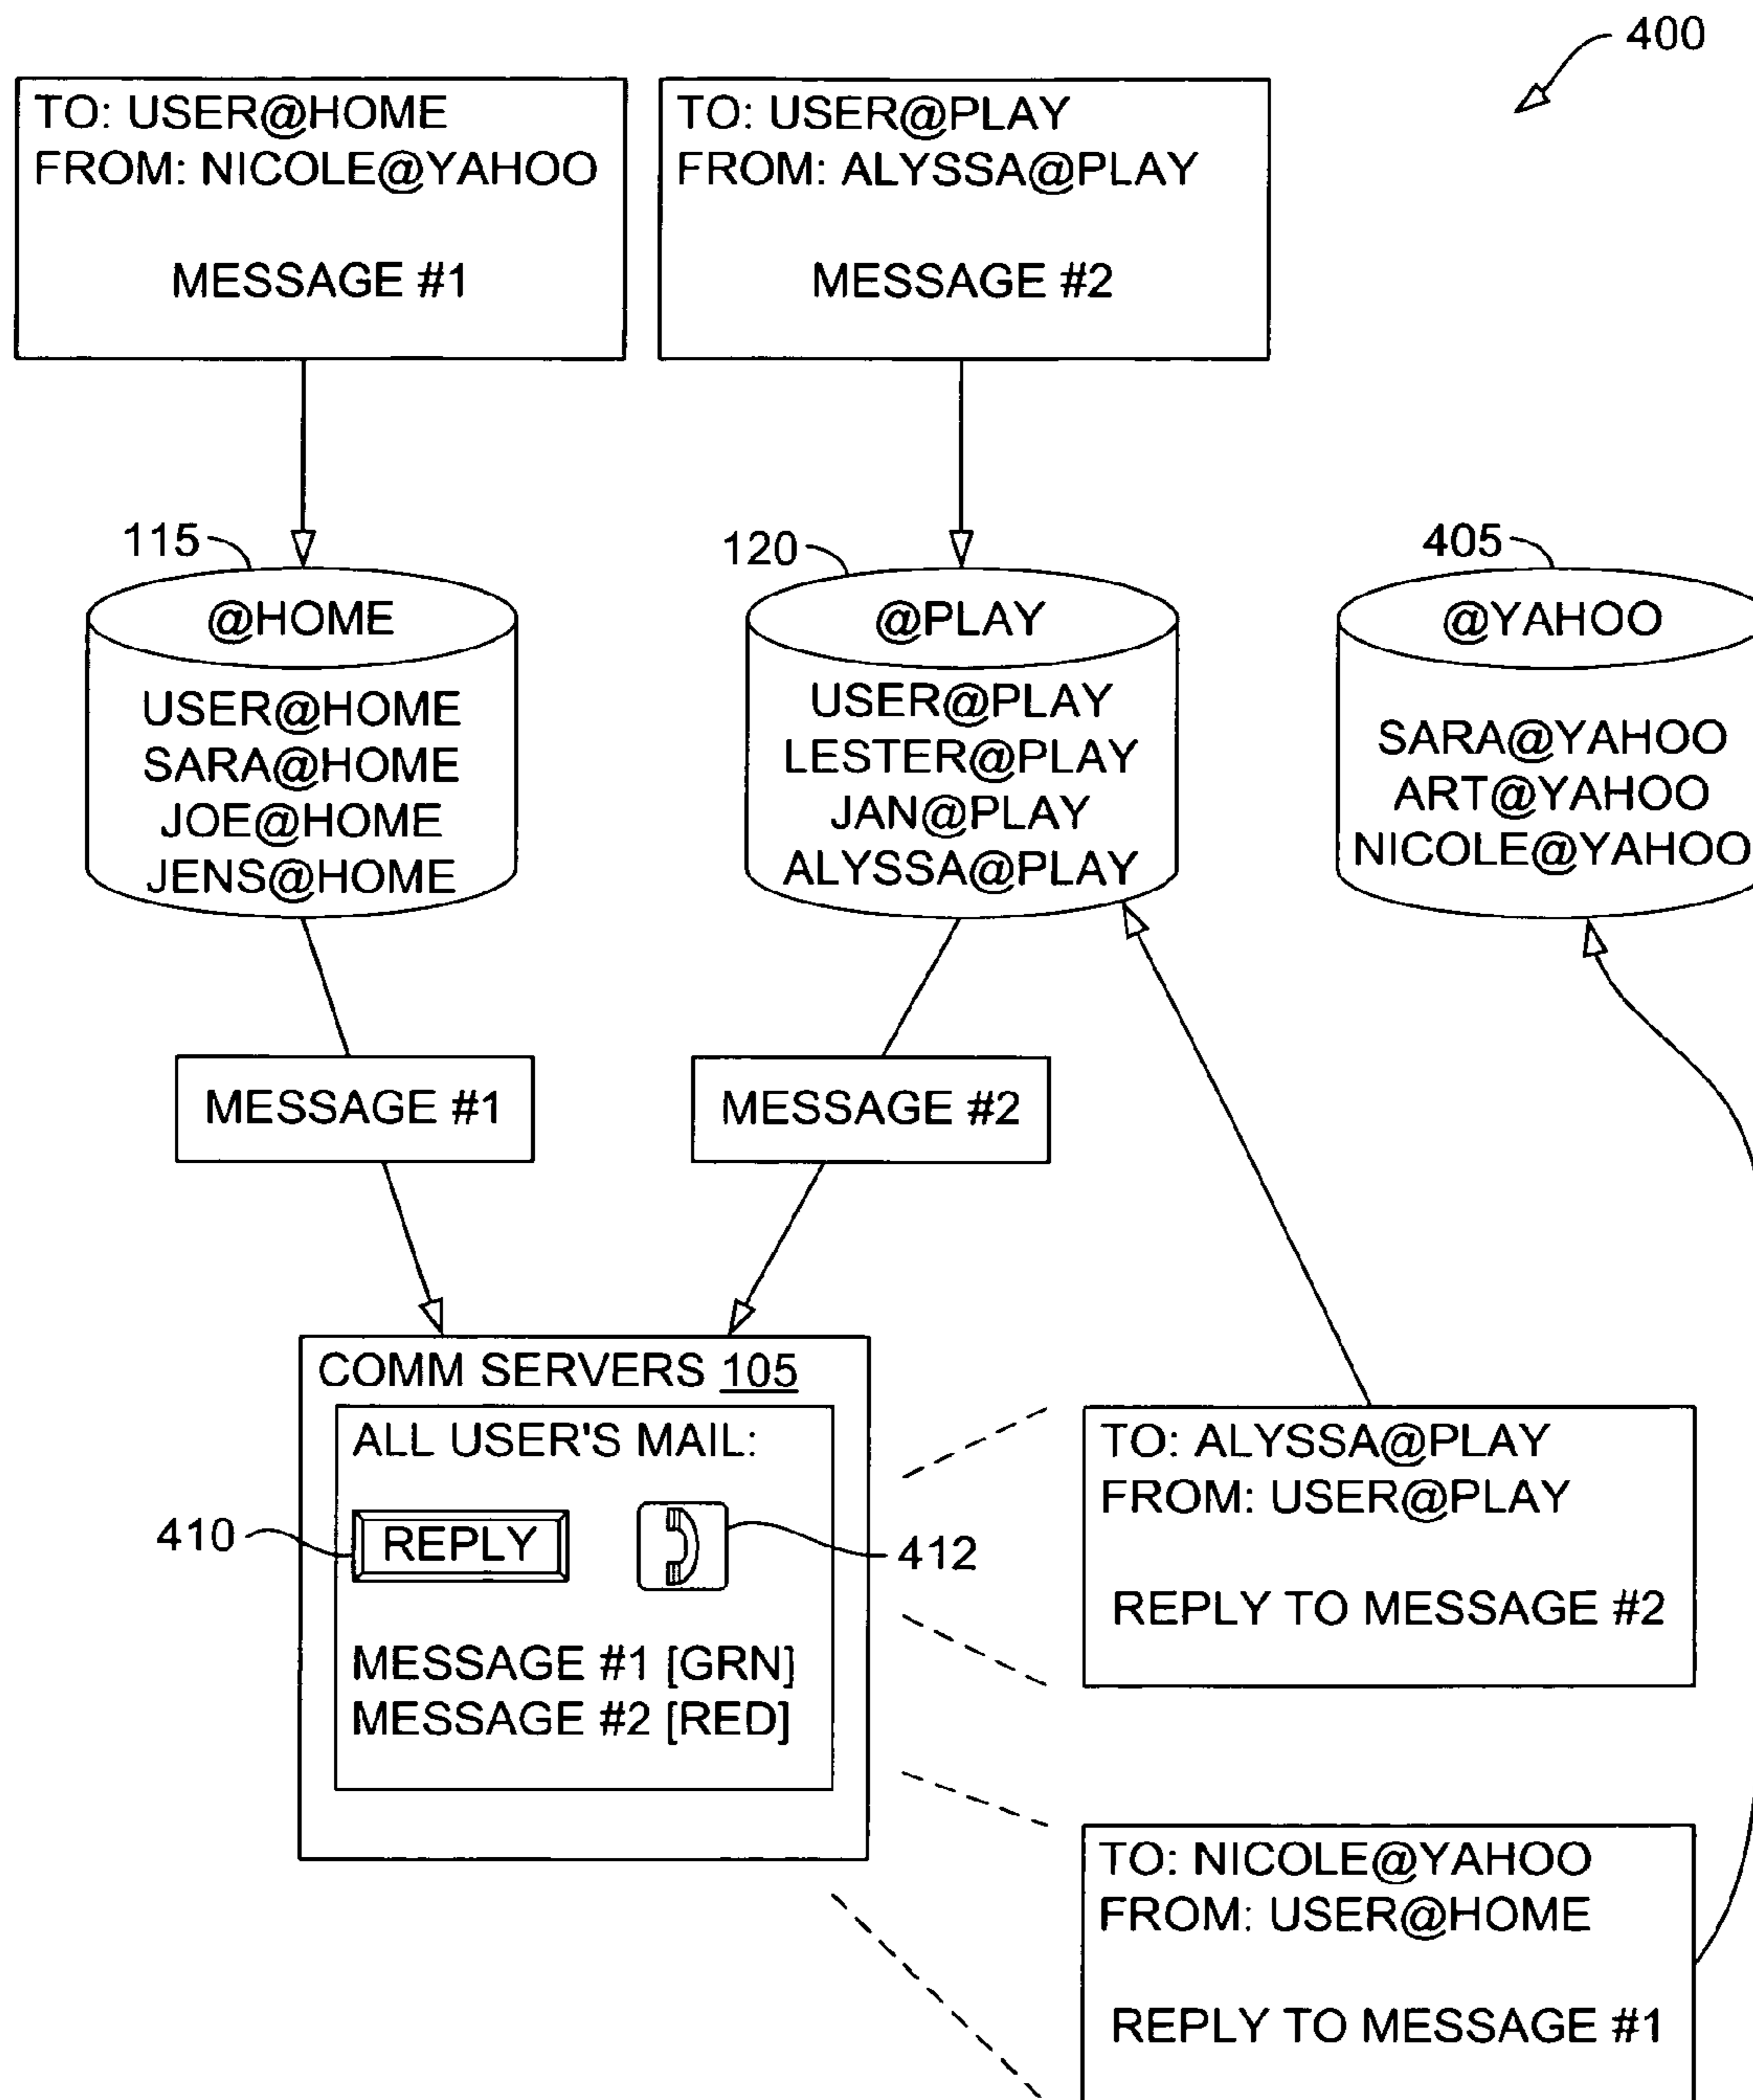 400
TO: USER@HOME
FROM: NICOLE@YAHOO
MESSAGE #1
TO: USER@PLAY
FROM: ALYSSA@PLAY
MESSAGE #2
115
@HOME
USER@HOME
SARA@HOME
JOE@HOME
JENS@HOME
120
@PLAY
USER@PLAY
LESTER@PLAY
JAN@PLAY
ALYSSA@PLAY
405
@YAHOO
SARA@YAHOO
ART@YAHOO
NICOLE@YAHOO
MESSAGE #1
MESSAGE #2
COMM SERVERS 105
ALL USER'S MAIL:
410
REPLY
412
MESSAGE #1 [GRN]
MESSAGE #2 [RED]
TO: ALYSSA@PLAY
FROM: USER@PLAY
REPLY TO MESSAGE #2
TO: NICOLE@YAHOO
FROM: USER@HOME
REPLY TO MESSAGE #1